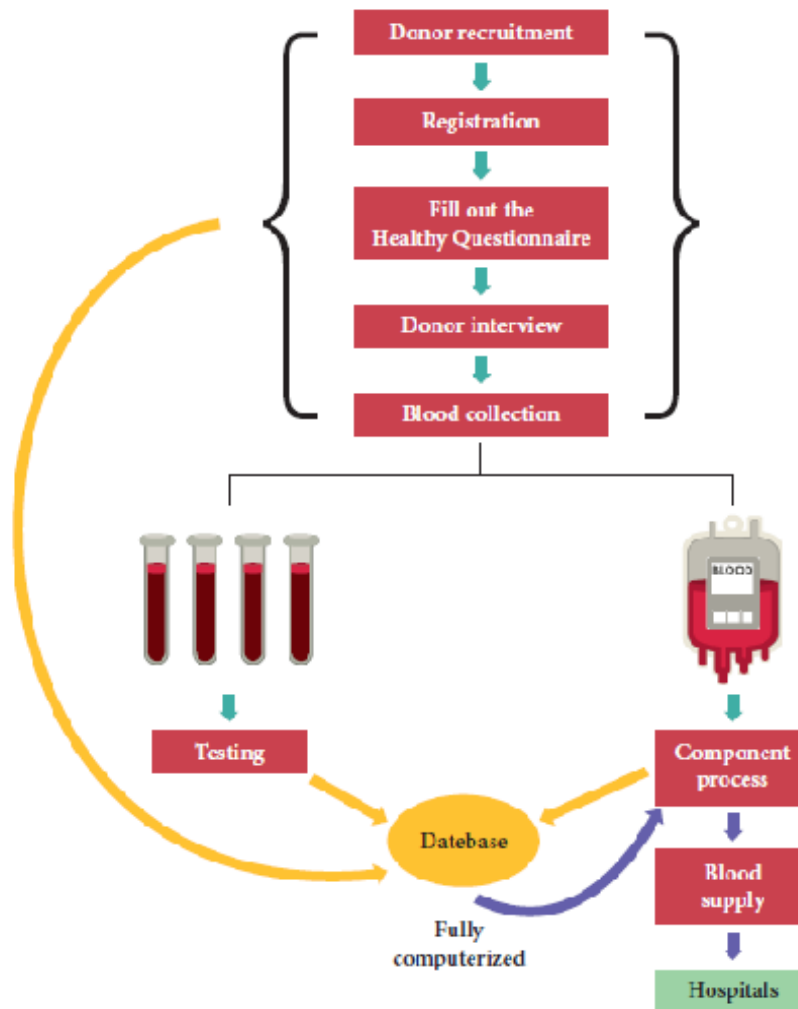 Donor recruitment
Registration
Fill out the
Healthy Questionnaire
Donor interview
Blood collection
BLOOD
Testing
Component
process
Datebase
Blood
supply
Fully
computerized
Hospitals